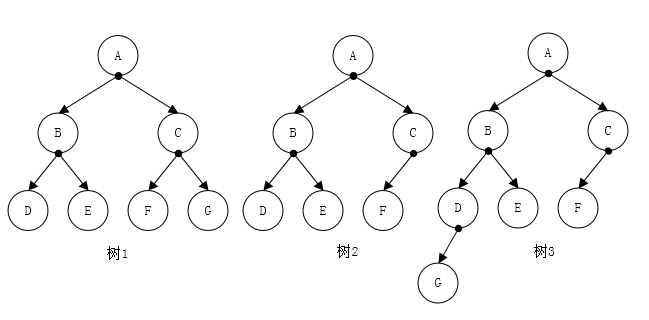 A A A
B C B C B C
D E F G D E F D E F
树1 树2 树3
G